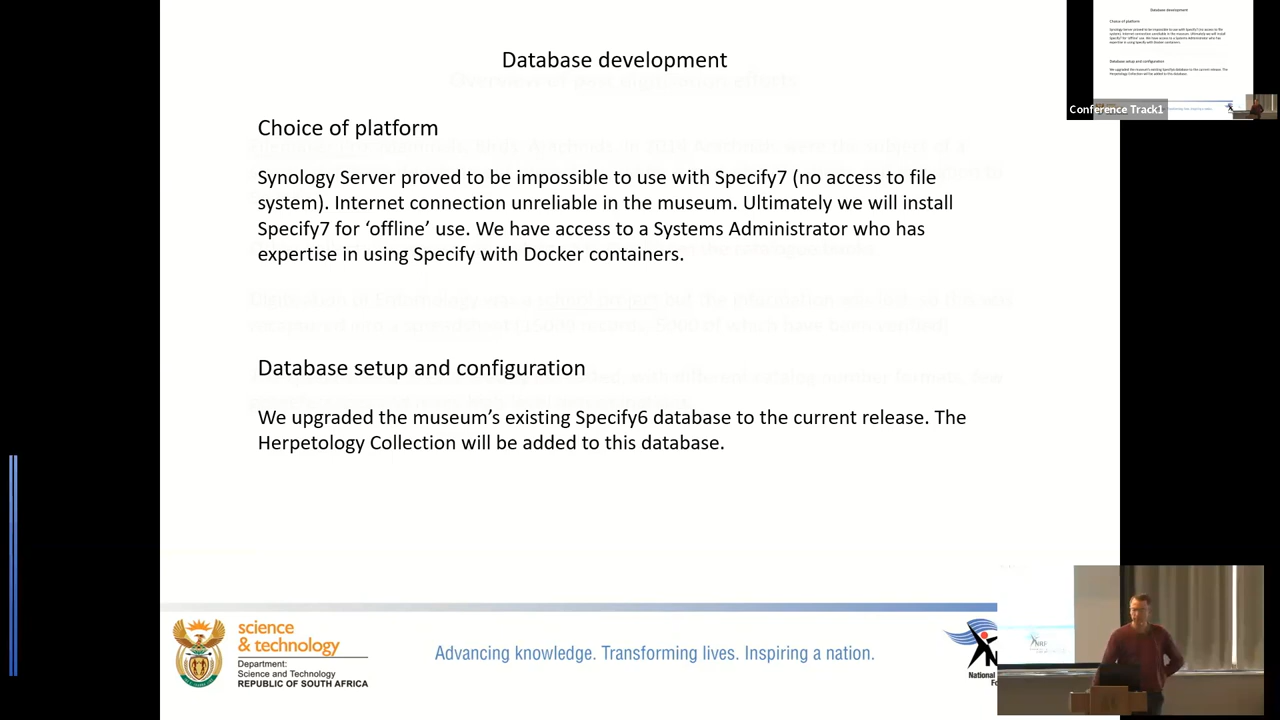 Database development
Choice of platform
Synology Server proved to be impossible to use with Specify7 (no access to file
system). Internet connection unreliable in the museum. Ultimately we will install
Specify7 for ‘offline’ use. We have access to a Systems Administrator who has
expertise in using Specify with Docker containers.
Database setup and configuration
We upgraded the museum’s existing Specify6 database to the current release. The
Herpetology Collection will be added to this database.
science
& technology
Department:
Science and Technology
REPUBLIC OF SOUTH AFRICA
Advancing knowledge. Transforming lives. Inspiring a nation.
National
Conference Track1
NRF